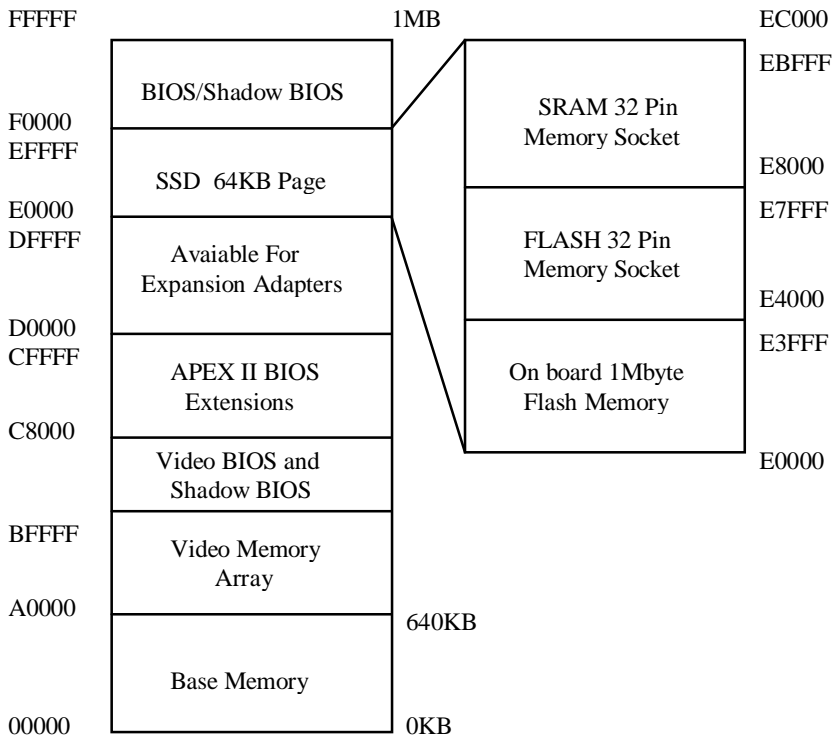 FFFFF
1MB
EC000
EBFFF
BIOS/Shadow BIOS
SRAM 32 Pin
Memory Socket
F0000
EFFFF
SSD 64KB Page
E8000
E0000
E7FFF
DFFFF
Avaiable For
Expansion Adapters
FLASH 32 Pin
Memory Socket
E4000
D0000
E3FFF
CFFFF
APEX II BIOS
Extensions
On board 1Mbyte
Flash Memory
C8000
E0000
Video BIOS and
Shadow BIOS
BFFFF
Video Memory
Array
A0000
640KB
Base Memory
00000
0KB